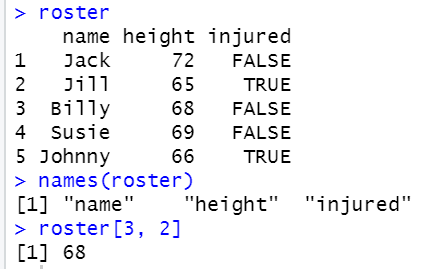 > roster
    name height injured
1   Jack     72   FALSE
2   Jill     65    TRUE
3  Billy     68   FALSE
4  Susie     69   FALSE
5 Johnny     66    TRUE
> names(roster)
[1] "name"    "height"  "injured"
> roster[3, 2]
[1] 68